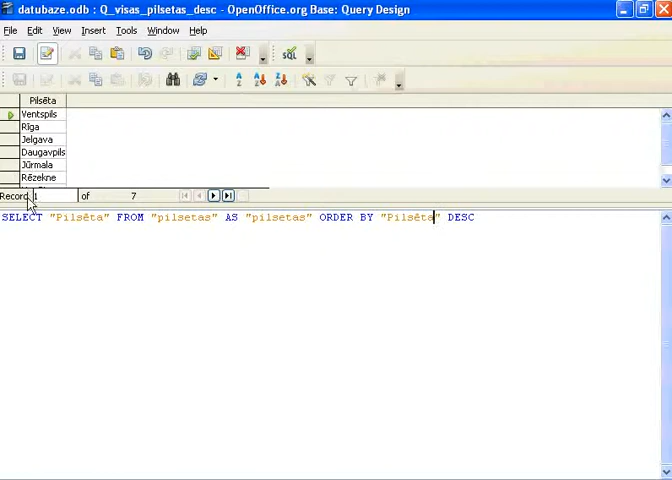 datubaze.odb : Q_visas_pilsetas_desc - OpenOffice.org Base: Query Design
File Edit View Insert Tools Window Help
Pilsēta
Ventspils
Rīga
Jelgava
Daugavpils
Jūrmala
Rēzekne
Record 1 of 7
SELECT "Pilsēta" FROM "pilsetas" AS "pilsetas" ORDER BY "Pilsēta" DESC